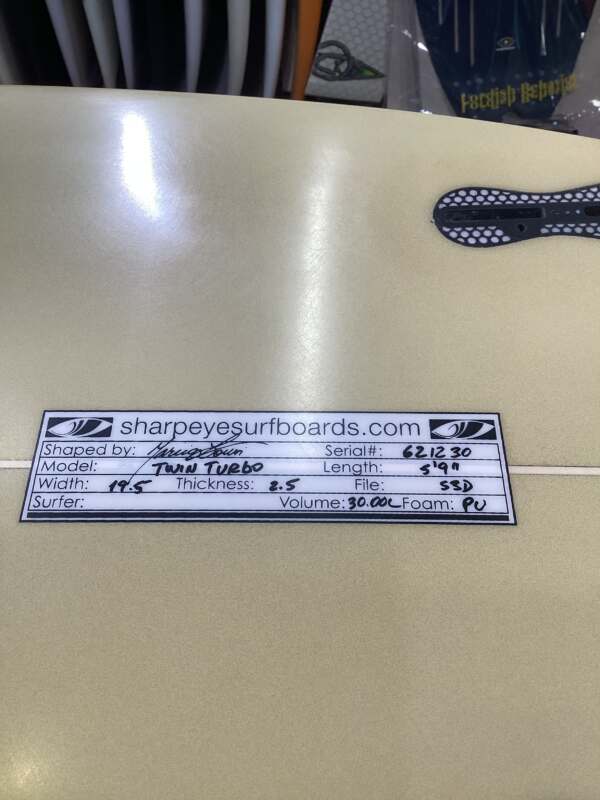 sharpeyesurfboards.com
Shaped by: Serial#: 621230
Model: TWIN TURBO Length: 5'9"
Width: 19.5 Thickness: 2.5 File: SSD
Surfer: Volume: 30.00L Foam: PU